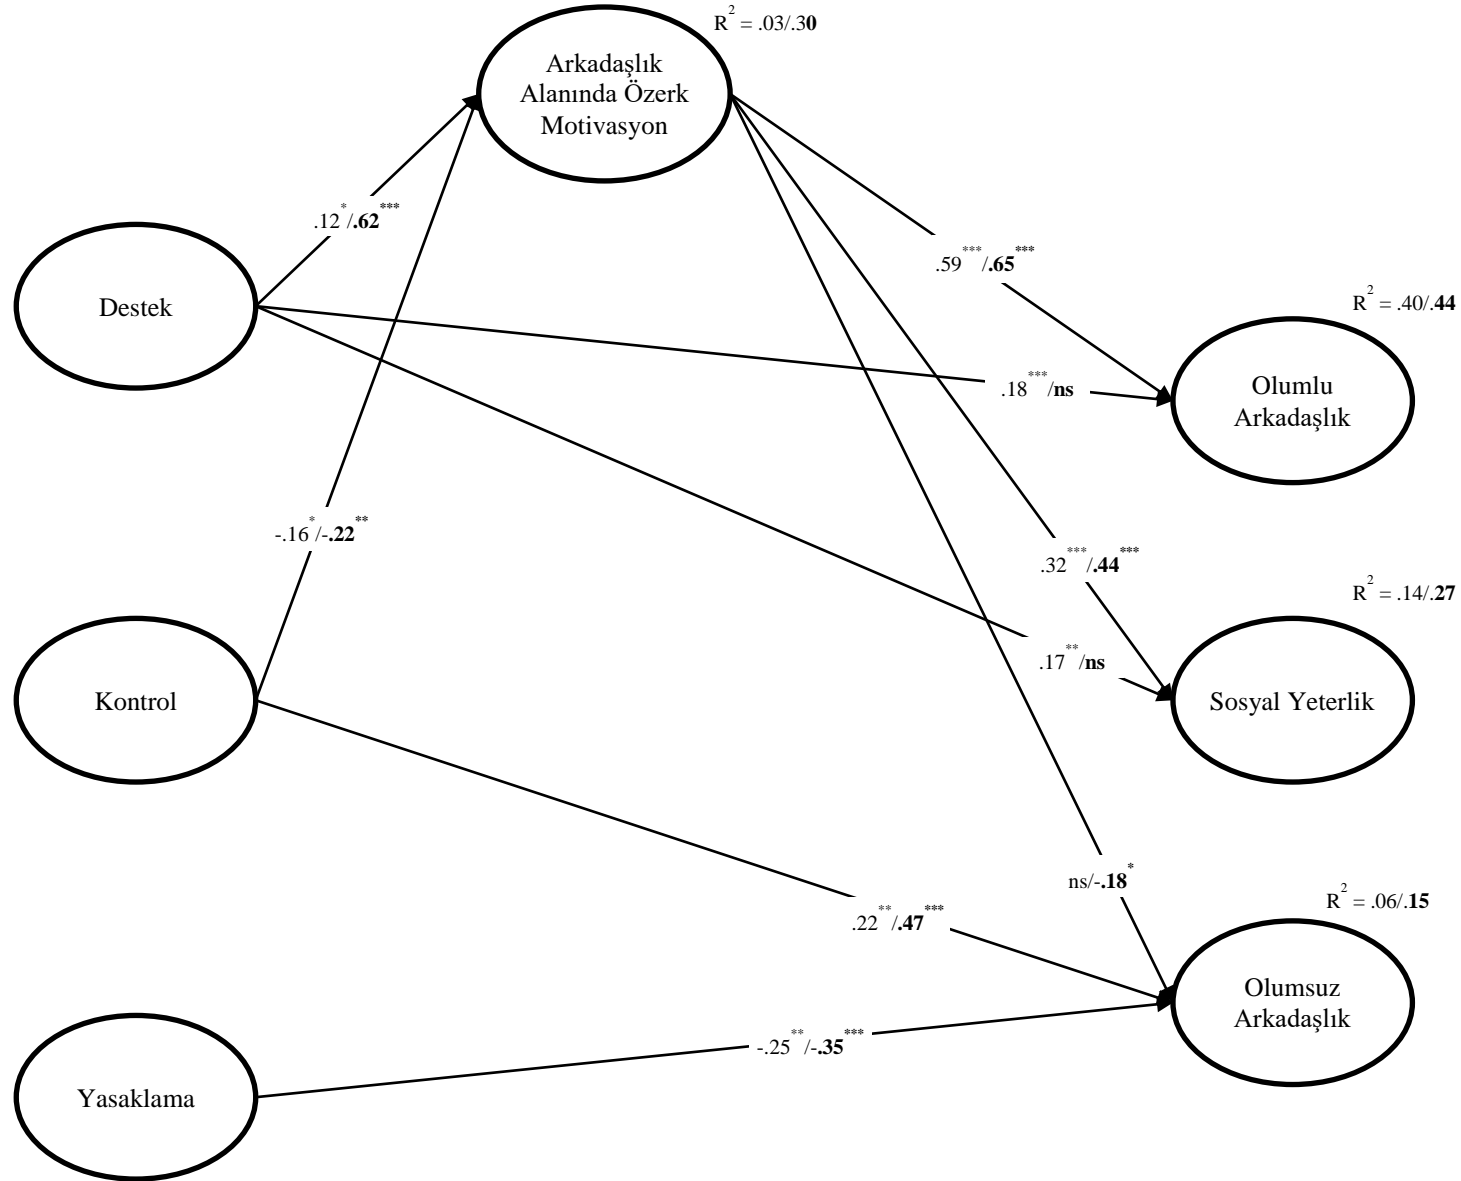 R² = .03/.30
Arkadaşlık
Alanında Özerk
Motivasyon
.12*/.62***
Destek
.59***/.65***
R² = .40/.44
Olumlu
Arkadaşlık
.18***/ns
-.16*/-.22**
.32***/.44***
R² = .14/.27
.17**/ns
Kontrol
Sosyal Yeterlik
ns/-.18*
.22**/.47***
R² = .06/.15
Olumsuz
Arkadaşlık
-.25**/-.35***
Yasaklama